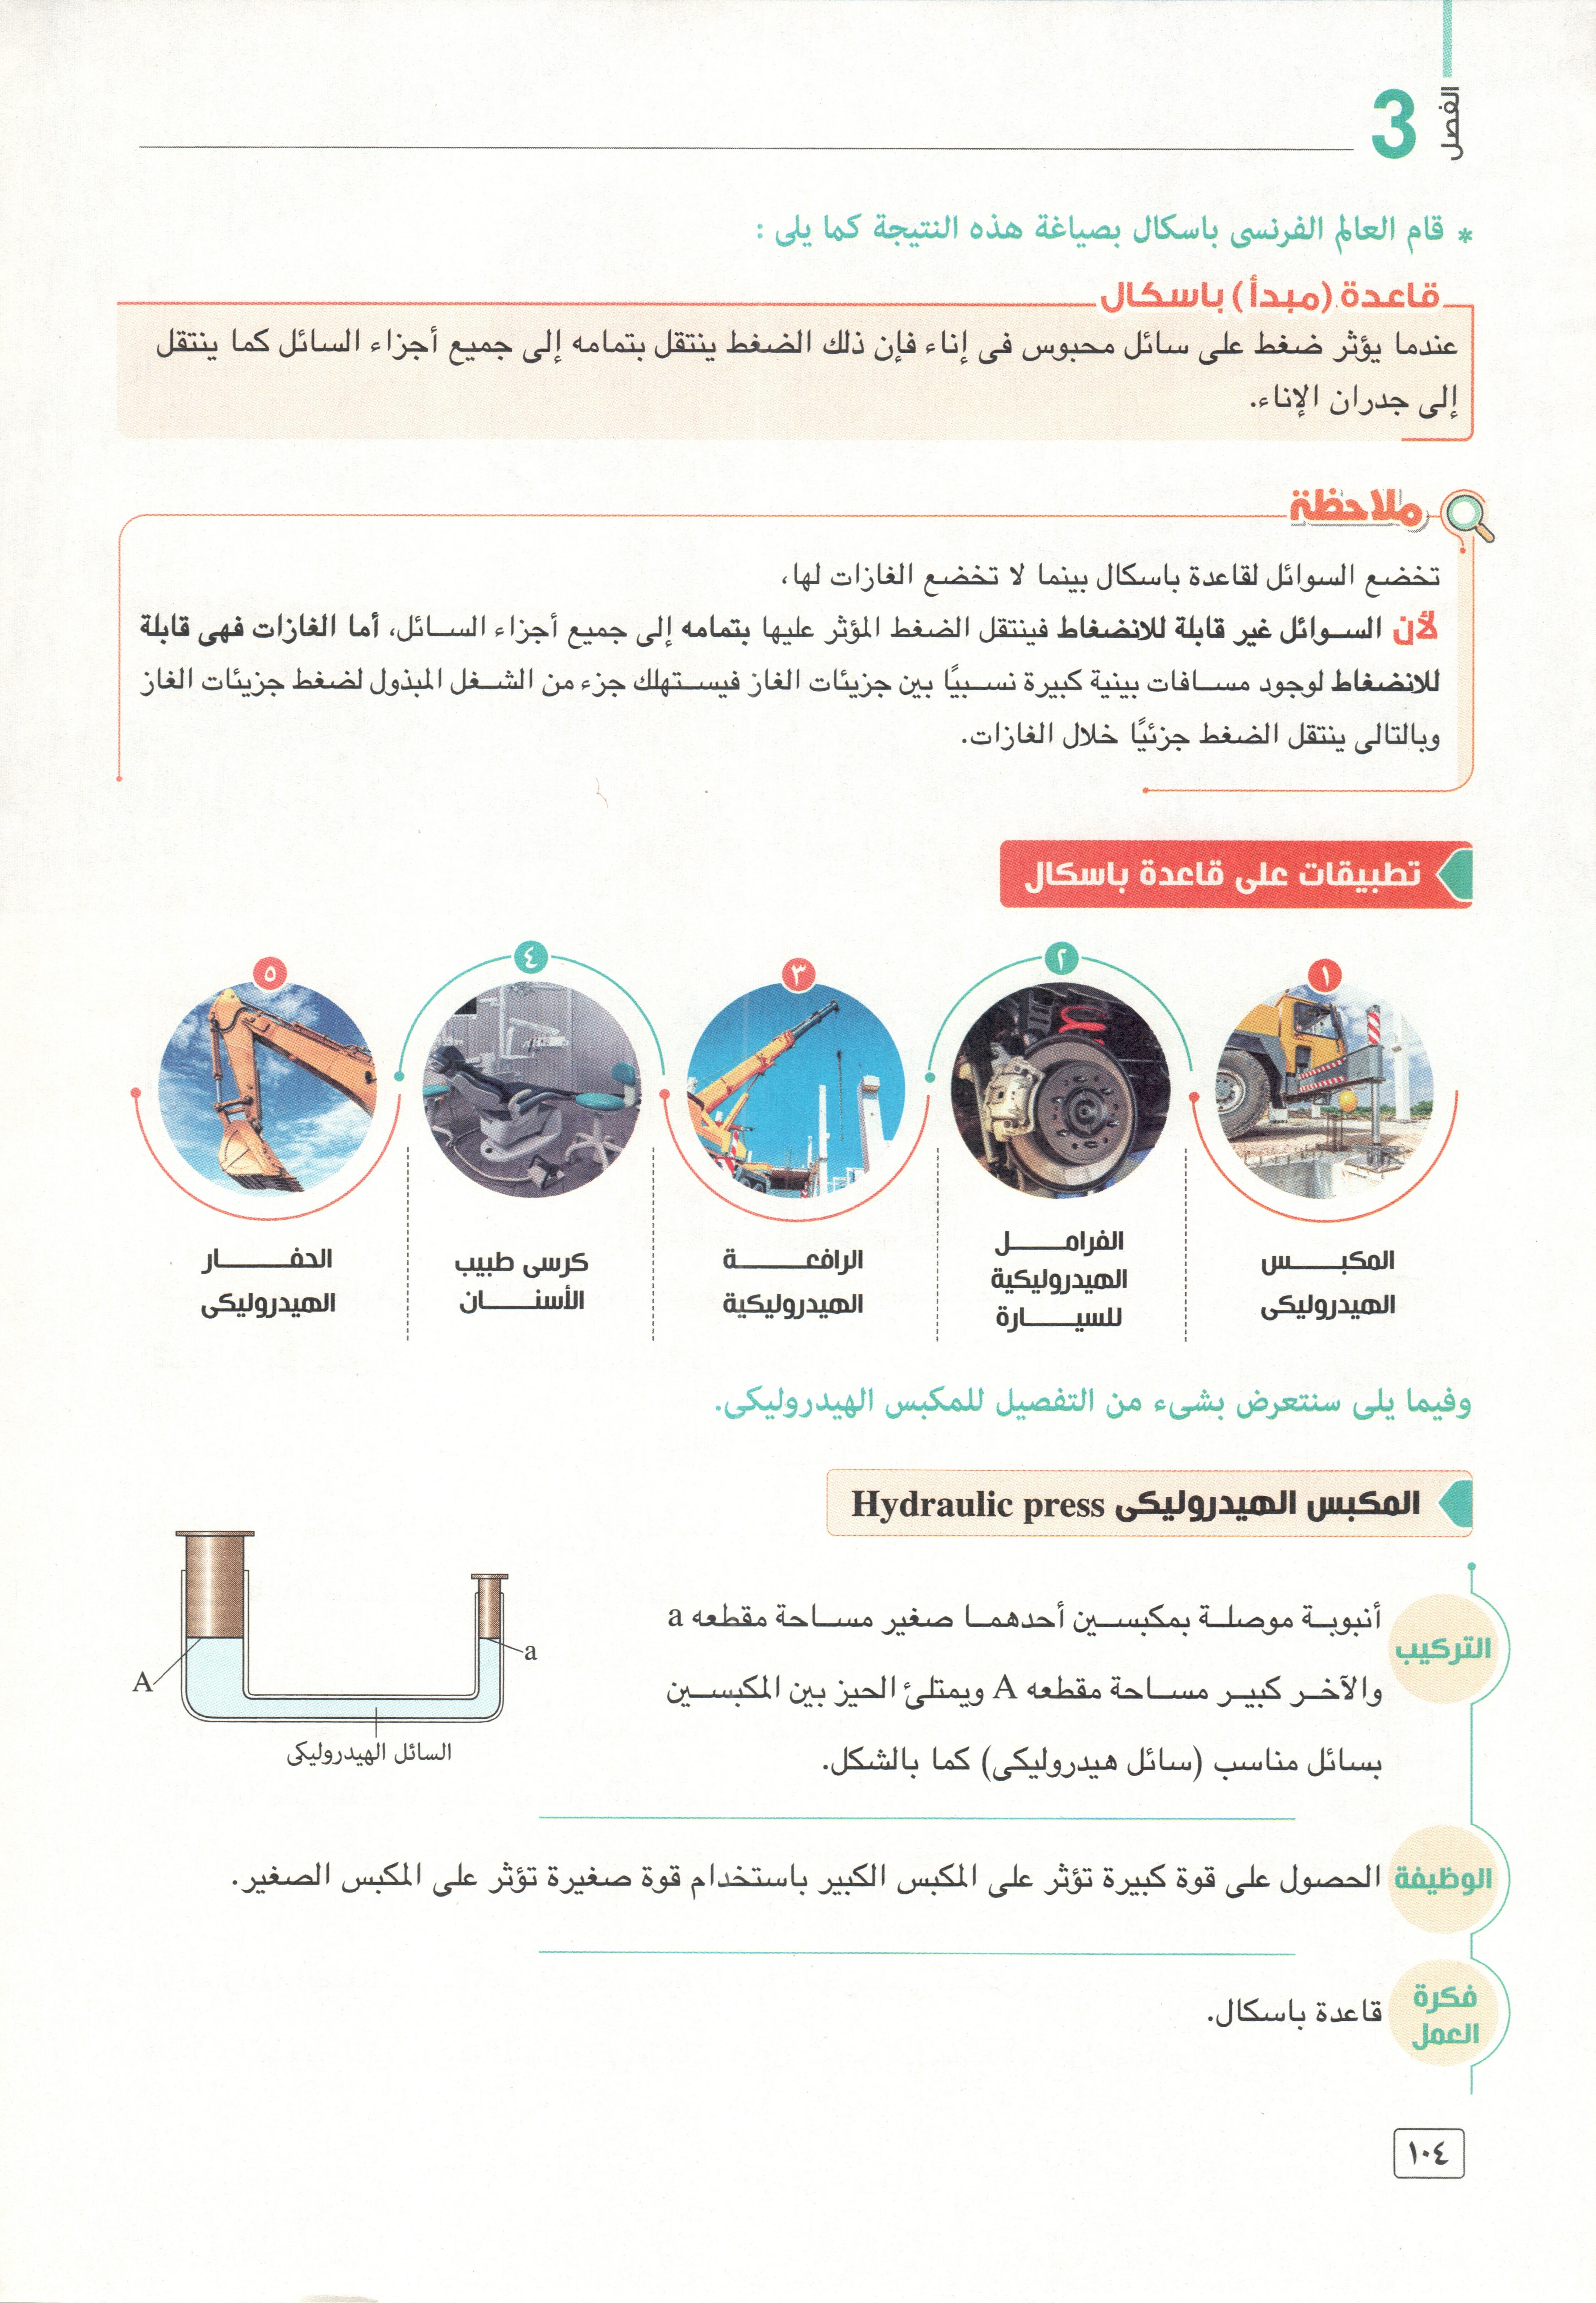 الفصل
3
* قام العالم الفرنسى باسكال بصياغة هذه النتيجة كما يلى :
قاعدة (مبدأ) باسكال
عندما يؤثر ضغط على سائل محبوس فى إناء فإن ذلك الضغط ينتقل بتمامه إلى جميع أجزاء السائل كما ينتقل
إلى جدران الإناء.
ملاحظة
تخضع السوائل لقاعدة باسكال بينما لا تخضع الغازات لها،
لأن السوائل غير قابلة للانضغاط فينتقل الضغط المؤثر عليها بتمامه إلى جميع أجزاء السائل، أما الغازات فهى قابلة
للانضغاط لوجود مسافات بينية كبيرة نسبيًا بين جزيئات الغاز فيستهلك جزء من الشغل المبذول لضغط جزيئات الغاز
وبالتالى ينتقل الضغط جزئيًا خلال الغازات.
تطبيقات على قاعدة باسكال
١
المكبس
الهيدروليكى
٢
الفرامل
الهيدروليكية
للسيارة
٣
الرافعة
الهيدروليكية
٤
كرسى طبيب
الأسنان
٥
الحفار
الهيدروليكى
وفيما يلى سنتعرض بشىء من التفصيل للمكبس الهيدروليكى.
المكبس الهيدروليكى Hydraulic press
التركيب
أنبوبة موصلة بمكبسين أحدهما صغير مساحة مقطعه a
والآخر كبير مساحة مقطعه A ويمتلئ الحيز بين المكبسين
بسائل مناسب (سائل هيدروليكى) كما بالشكل.
a
A
السائل الهيدروليكى
الوظيفة
الحصول على قوة كبيرة تؤثر على المكبس الكبير باستخدام قوة صغيرة تؤثر على المكبس الصغير.
فكرة
العمل
قاعدة باسكال.
١٠٤